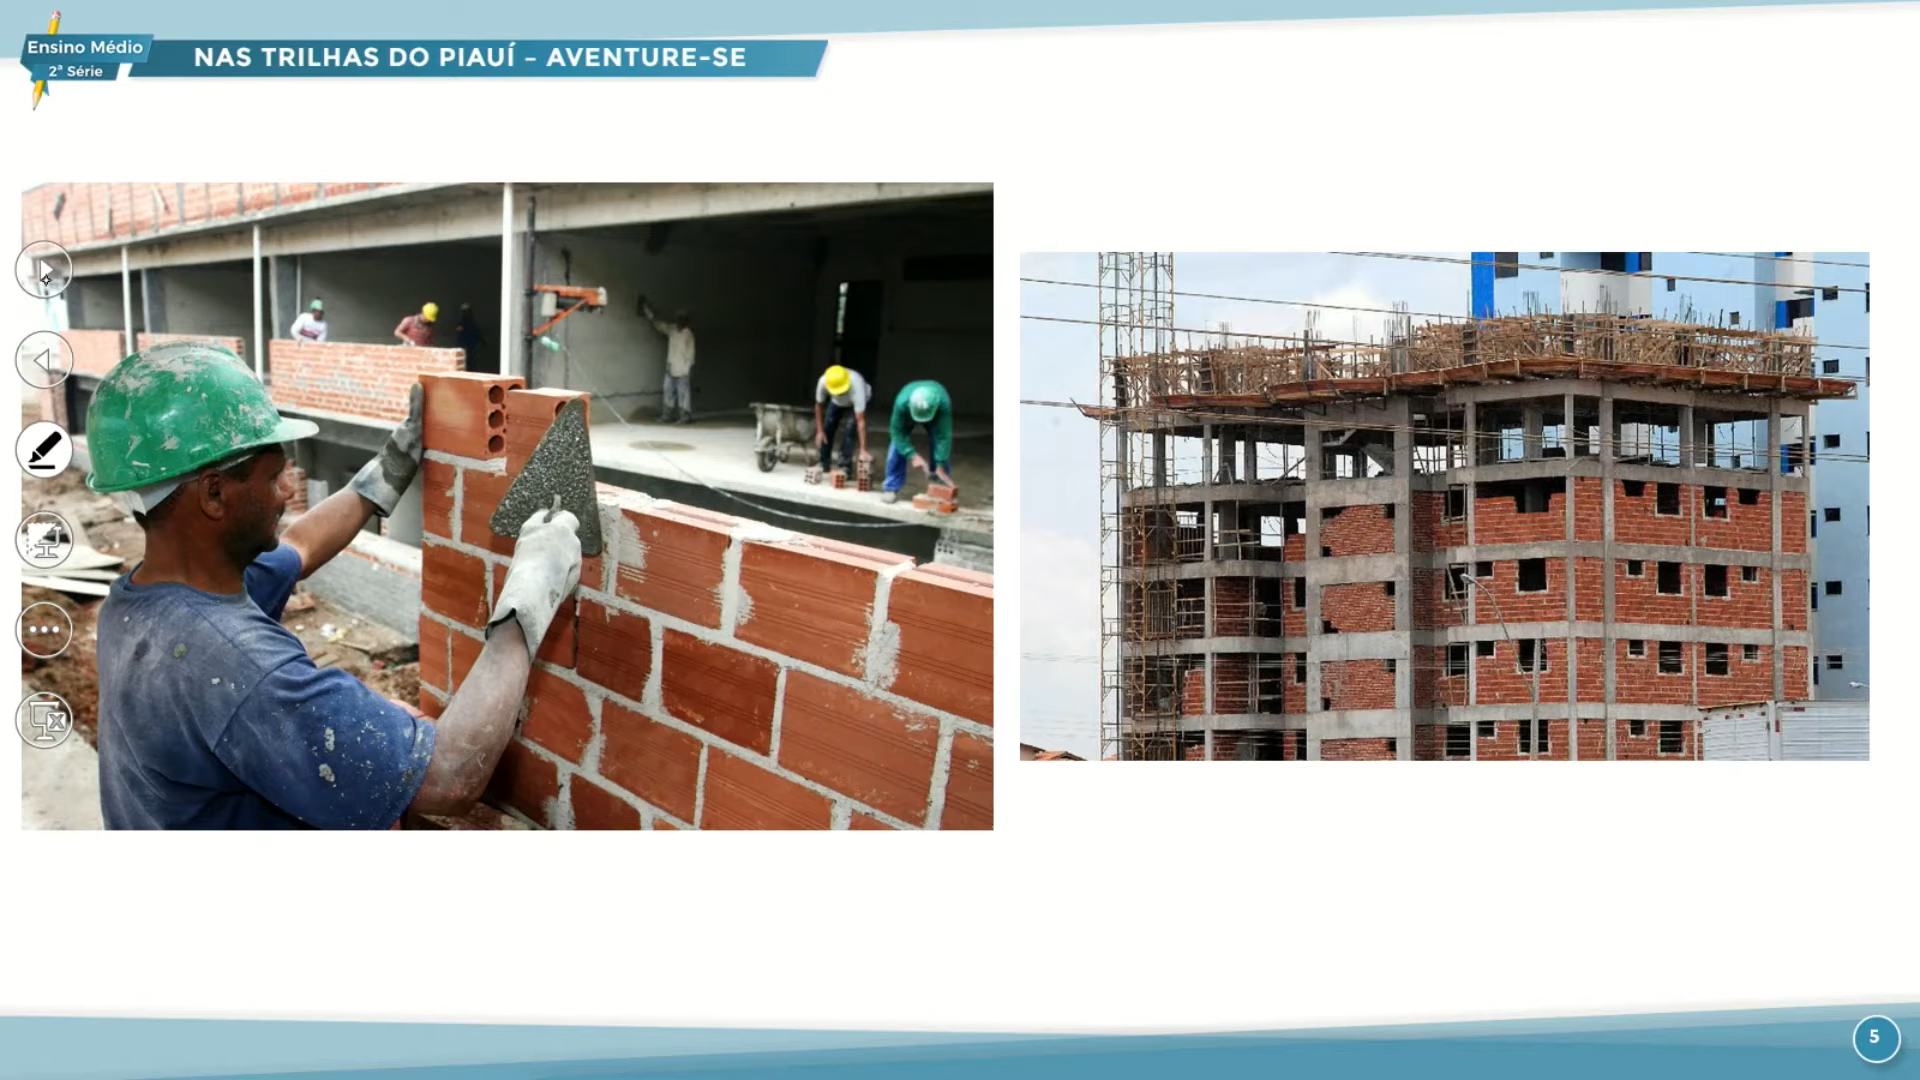 Ensino Médio
2ª Série
NAS TRILHAS DO PIAUÍ – AVENTURE-SE
5